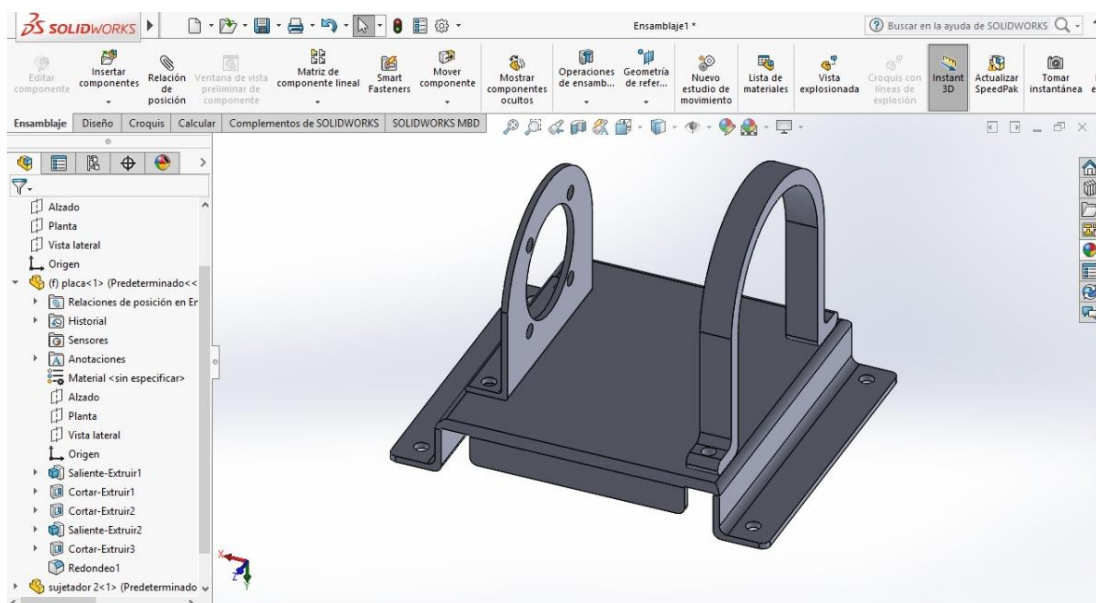 SOLIDWORKS
Ensamblaje1 *
Buscar en la ayuda de SOLIDWORKS
Editar componente
Insertar componentes
Relación de posición
Ventana de vista preliminar de componente
Matriz de componente lineal
Smart Fasteners
Mover componente
Mostrar componentes ocultos
Operaciones de ensamb...
Geometría de refer...
Nuevo estudio de movimiento
Lista de materiales
Vista explosionada
Croquis con líneas de explosión
Instant 3D
Actualizar SpeedPak
Tomar instantánea
Ensamblaje Diseño Croquis Calcular Complementos de SOLIDWORKS SOLIDWORKS MBD
Alzado
Planta
Vista lateral
Origen
(f) placa<1> (Predeterminado<<
Relaciones de posición en Er
Historial
Sensores
Anotaciones
Material <sin especificar>
Alzado
Planta
Vista lateral
Origen
Saliente-Extruir1
Cortar-Extruir1
Cortar-Extruir2
Saliente-Extruir2
Cortar-Extruir3
Redondeo1
sujetador 2<1> (Predeterminado
X
Z
Y